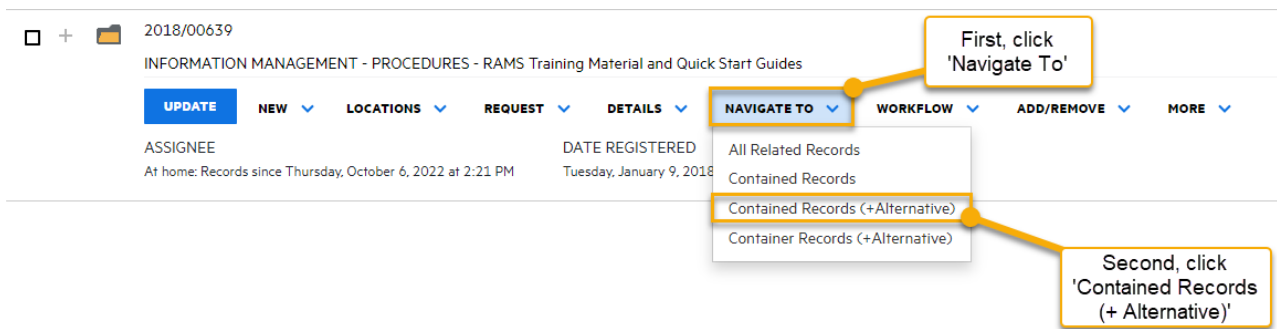 2018/00639
INFORMATION MANAGEMENT - PROCEDURES - RAMS Training Material and Quick Start Guides
First, click
'Navigate To'
UPDATE NEW LOCATIONS REQUEST DETAILS NAVIGATE TO WORKFLOW ADD/REMOVE MORE
ASSIGNEE DATE REGISTERED
At home: Records since Thursday, October 6, 2022 at 2:21 PM Tuesday, January 9, 2018
All Related Records
Contained Records
Contained Records (+Alternative)
Container Records (+Alternative)
Second, click
'Contained Records
(+ Alternative)'